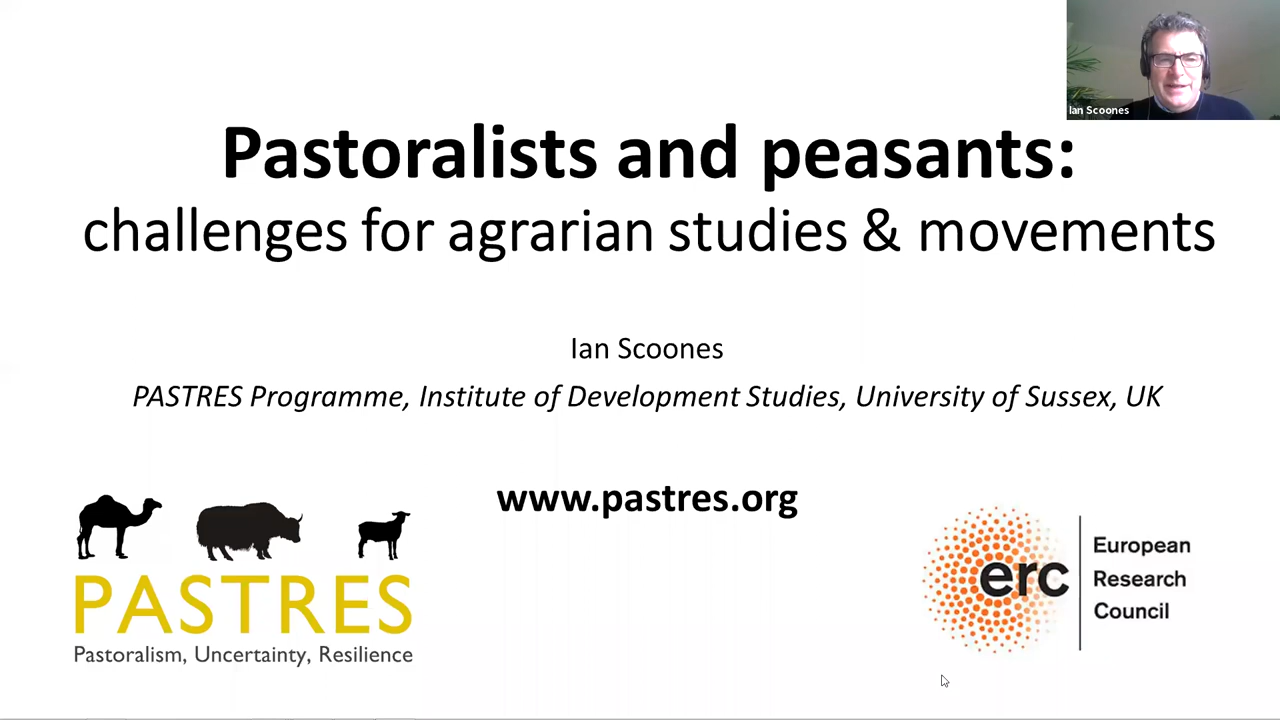 Ian Scoones
Pastoralists and peasants:
challenges for agrarian studies & movements
Ian Scoones
PASTRES Programme, Institute of Development Studies, University of Sussex, UK
www.pastres.org
PASTRES
Pastoralism, Uncertainty, Resilience
erc
European
Research
Council